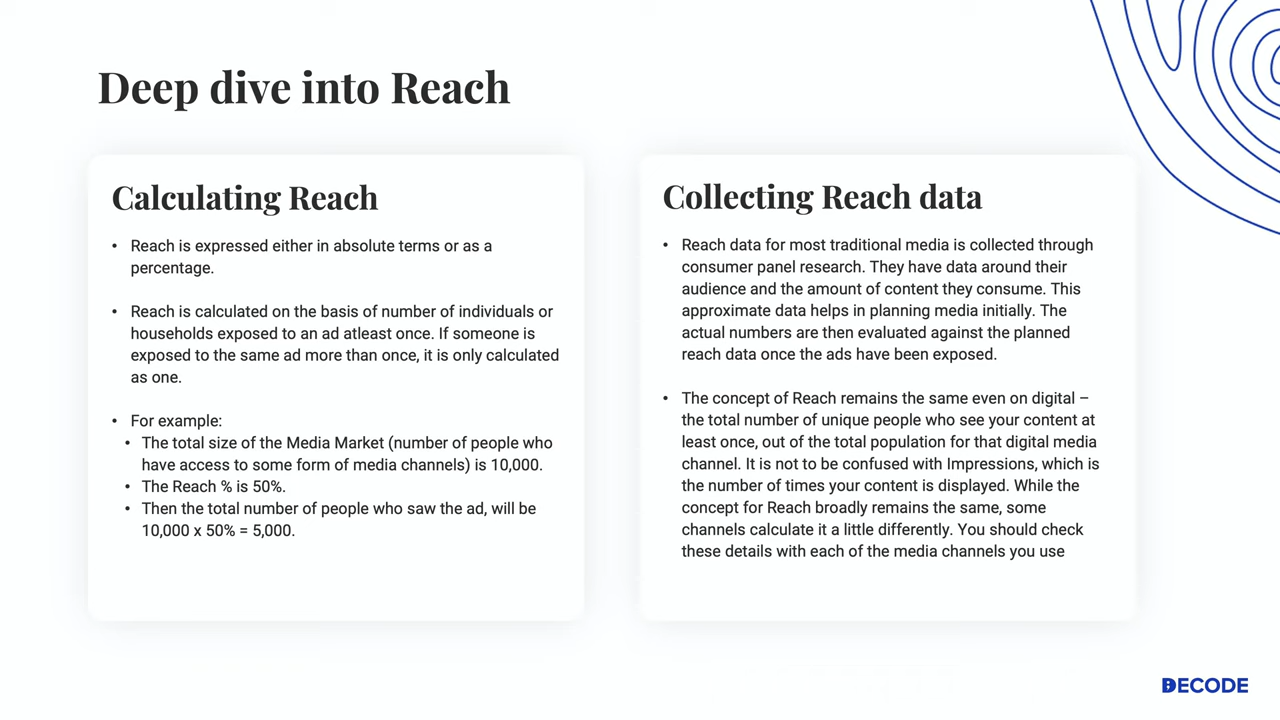 Deep dive into Reach
Calculating Reach
• Reach is expressed either in absolute terms or as a
percentage.
• Reach is calculated on the basis of number of individuals or
households exposed to an ad atleast once. If someone is
exposed to the same ad more than once, it is only calculated
as one.
• For example:
• The total size of the Media Market (number of people who
have access to some form of media channels) is 10,000.
• The Reach % is 50%.
• Then the total number of people who saw the ad, will be
10,000 x 50% = 5,000.
Collecting Reach data
• Reach data for most traditional media is collected through
consumer panel research. They have data around their
audience and the amount of content they consume. This
approximate data helps in planning media initially. The
actual numbers are then evaluated against the planned
reach data once the ads have been exposed.
• The concept of Reach remains the same even on digital –
the total number of unique people who see your content at
least once, out of the total population for that digital media
channel. It is not to be confused with Impressions, which is
the number of times your content is displayed. While the
concept for Reach broadly remains the same, some
channels calculate it a little differently. You should check
these details with each of the media channels you use
DECODE